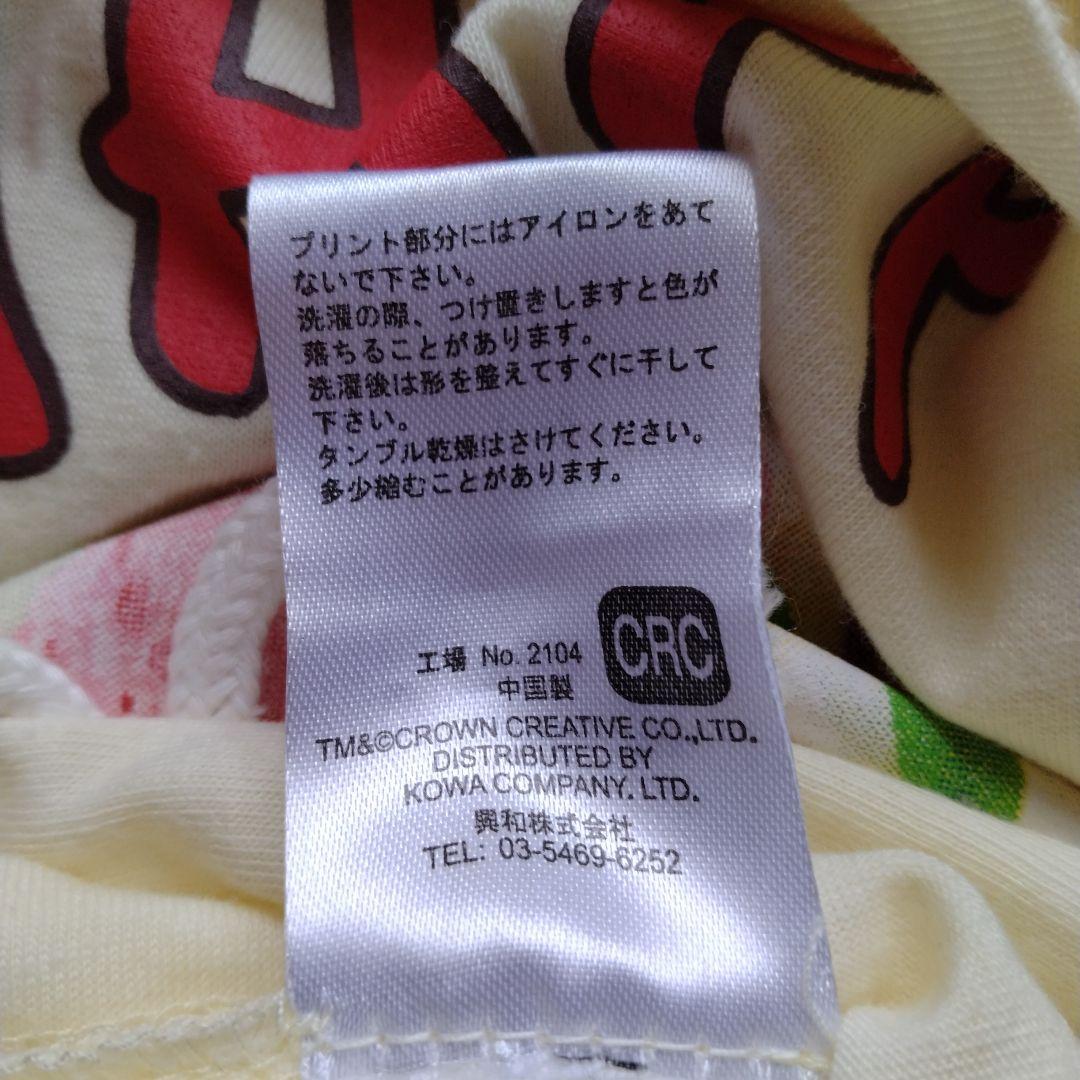 プリント部分にはアイロンをあて
ないで下さい。
洗濯の際、つけ置きしますと色が
落ちることがあります。
洗濯後は形を整えてすぐに干して
下さい。
タンブル乾燥はさけてください。
多少縮むことがあります。
CRC
工場 No. 2104
中国製
TM&©CROWN CREATIVE CO.,LTD.
DISTRIBUTED BY
KOWA COMPANY. LTD.
興和株式会社
TEL: 03-5469-6252